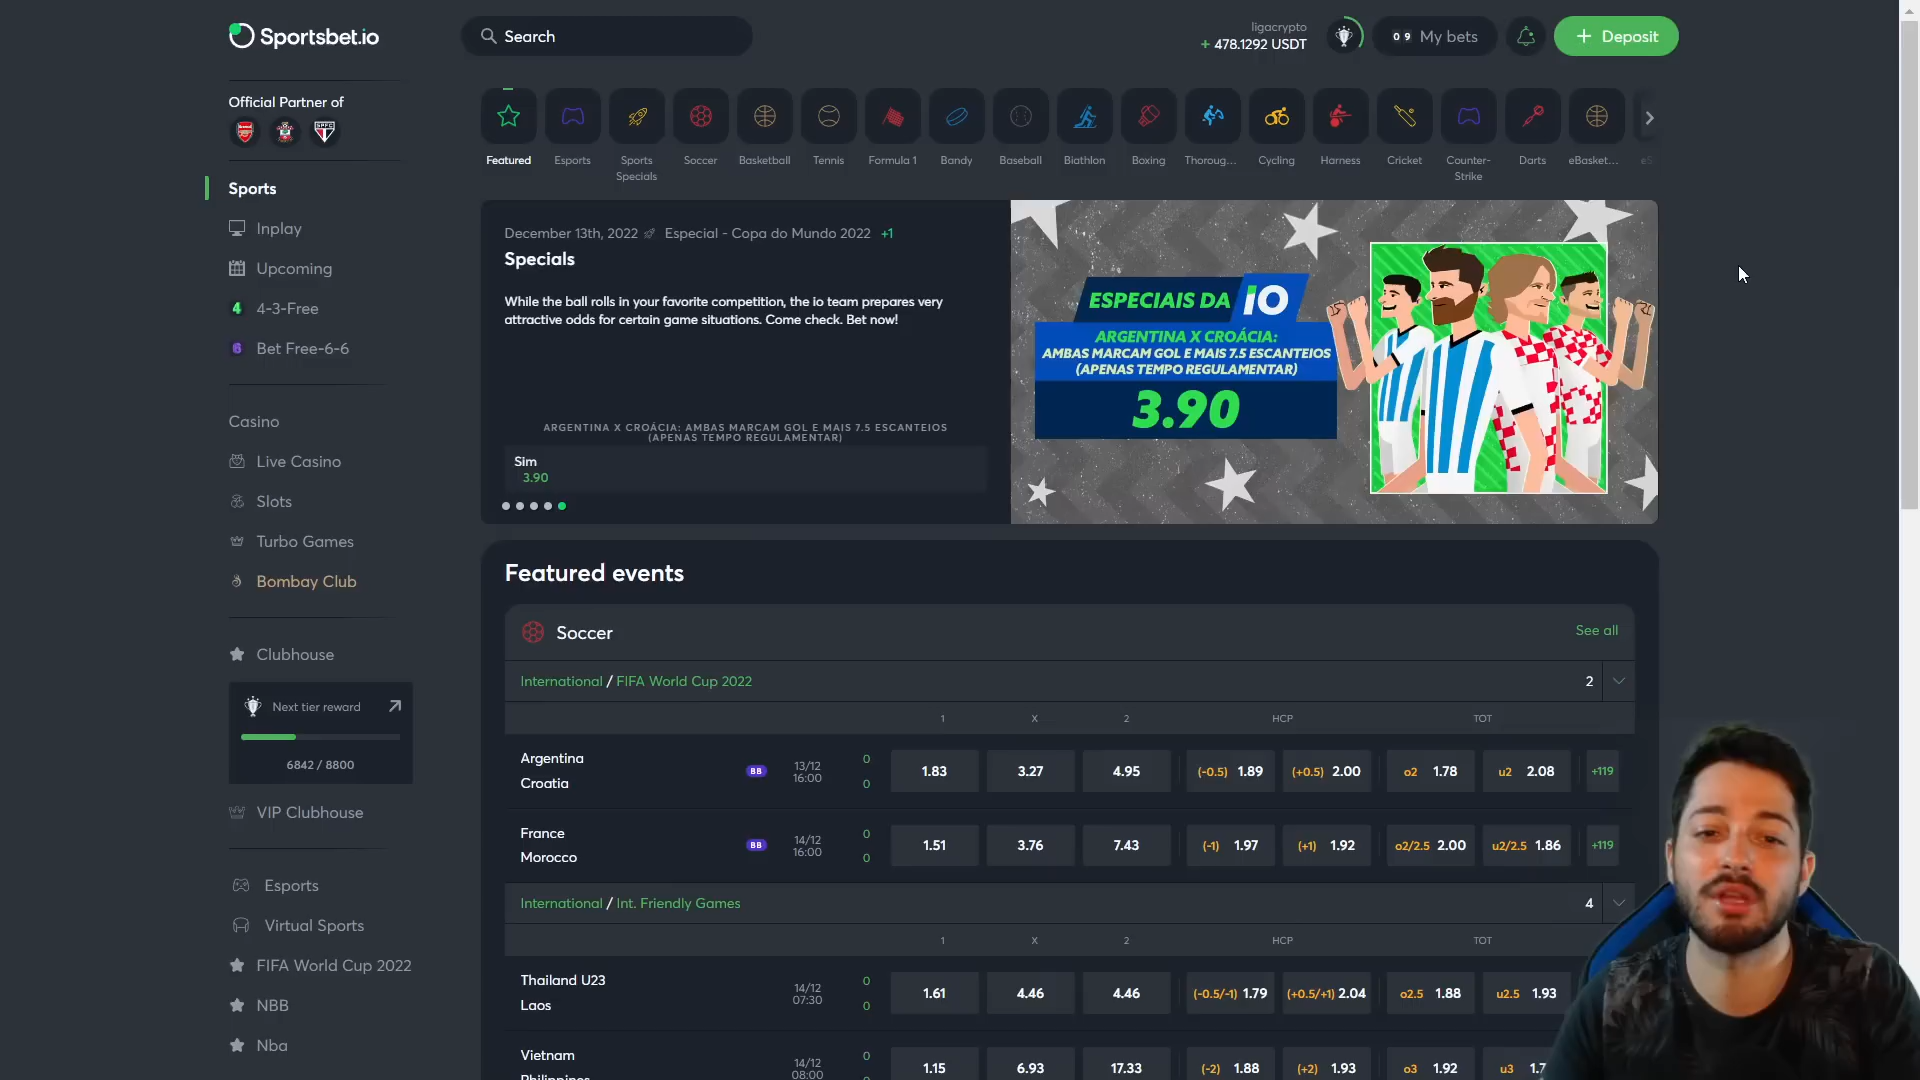 Sportsbet.io
Search
ligacrypto
+ 478.1292 USDT
0 9 My bets
+ Deposit
Official Partner of
SPFC
Featured
Esports
Sports Specials
Soccer
Basketball
Tennis
Formula 1
Bandy
Baseball
Biathlon
Boxing
Thoroug...
Cycling
Harness
Cricket
Counter-Strike
Darts
eBasket...
eS
Sports
Inplay
Upcoming
4 4-3-Free
6 Bet Free-6-6
Casino
Live Casino
Slots
Turbo Games
Bombay Club
Clubhouse
Next tier reward
6842 / 8800
VIP Clubhouse
Esports
Virtual Sports
FIFA World Cup 2022
NBB
Nba
December 13th, 2022 Especial - Copa do Mundo 2022 +1
Specials
While the ball rolls in your favorite competition, the io team prepares very
attractive odds for certain game situations. Come check. Bet now!
ARGENTINA X CROÁCIA: AMBAS MARCAM GOL E MAIS 7.5 ESCANTEIOS
(APENAS TEMPO REGULAMENTAR)
Sim
3.90
ESPECIAIS DA IO
ARGENTINA X CROÁCIA:
AMBAS MARCAM GOL E MAIS 7.5 ESCANTEIOS
(APENAS TEMPO REGULAMENTAR)
3.90
Featured events
Soccer See all
International / FIFA World Cup 2022 2
1 X 2 HCP TOT
Argentina BB 13/12 0 1.83 3.27 4.95 (-0.5) 1.89 (+0.5) 2.00 o2 1.78 u2 2.08 +119
Croatia 16:00 0
France BB 14/12 0 1.51 3.76 7.43 (-1) 1.97 (+1) 1.92 o2/2.5 2.00 u2/2.5 1.86 +119
Morocco 16:00 0
International / Int. Friendly Games 4
1 X 2 HCP TOT
Thailand U23 14/12 0 1.61 4.46 4.46 (-0.5/-1) 1.79 (+0.5/+1) 2.04 o2.5 1.88 u2.5 1.93
Laos 07:30 0
Vietnam 14/12 0 1.15 6.93 17.33 (-2) 1.88 (+2) 1.93 o3 1.92 u3
Philippines 08:00 0